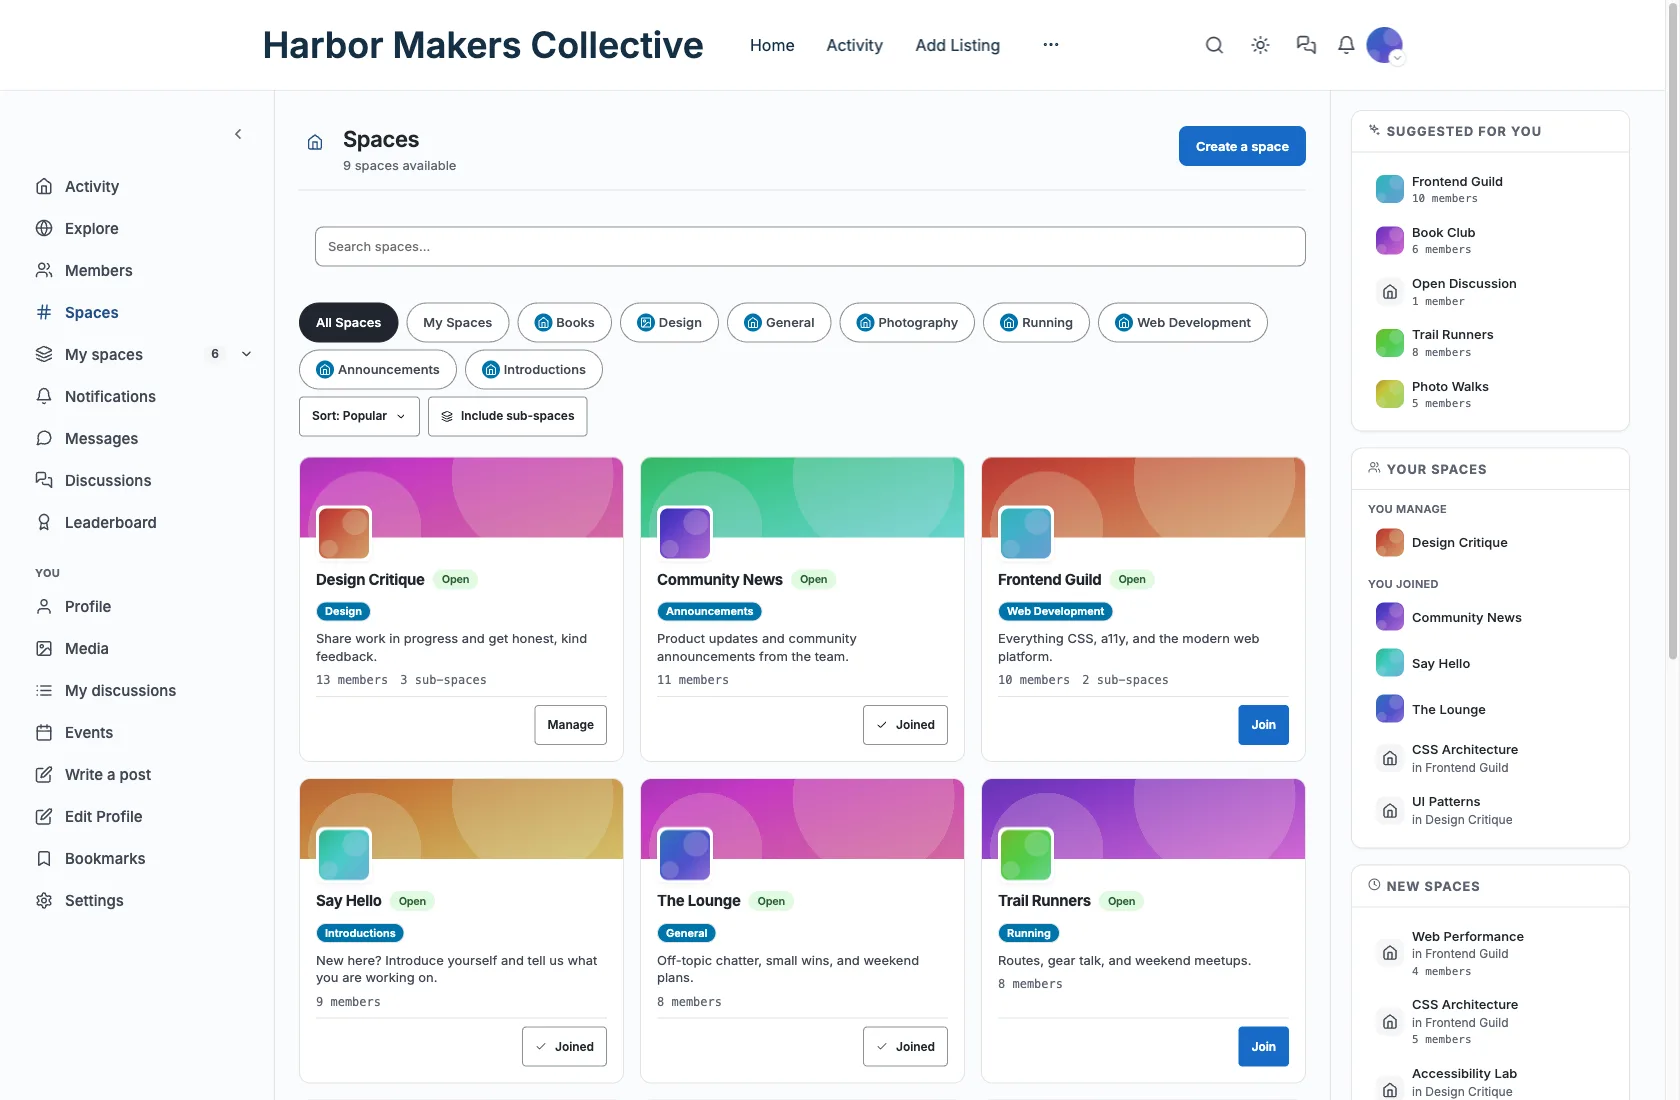 Harbor Makers Collective
Home
Activity
Add Listing
Activity
Explore
Members
Spaces
My spaces
6
Notifications
Messages
Discussions
Leaderboard
YOU
Profile
Media
My discussions
Events
Write a post
Edit Profile
Bookmarks
Settings
Spaces
9 spaces available
Create a space
Search spaces...
All Spaces
My Spaces
Books
Design
General
Photography
Running
Web Development
Announcements
Introductions
Sort: Popular
Include sub-spaces
Design Critique
Open
Design
Share work in progress and get honest, kind
feedback.
13 members 3 sub-spaces
Manage
Community News
Open
Announcements
Product updates and community
announcements from the team.
11 members
Joined
Frontend Guild
Open
Web Development
Everything CSS, a11y, and the modern web
platform.
10 members 2 sub-spaces
Join
Say Hello
Open
Introductions
New here? Introduce yourself and tell us what
you are working on.
9 members
Joined
The Lounge
Open
General
Off-topic chatter, small wins, and weekend
plans.
8 members
Joined
Trail Runners
Open
Running
Routes, gear talk, and weekend meetups.
8 members
Join
SUGGESTED FOR YOU
Frontend Guild
10 members
Book Club
6 members
Open Discussion
1 member
Trail Runners
8 members
Photo Walks
5 members
YOUR SPACES
YOU MANAGE
Design Critique
YOU JOINED
Community News
Say Hello
The Lounge
CSS Architecture
in Frontend Guild
UI Patterns
in Design Critique
NEW SPACES
Web Performance
in Frontend Guild
4 members
CSS Architecture
in Frontend Guild
5 members
Accessibility Lab
in Design Critique